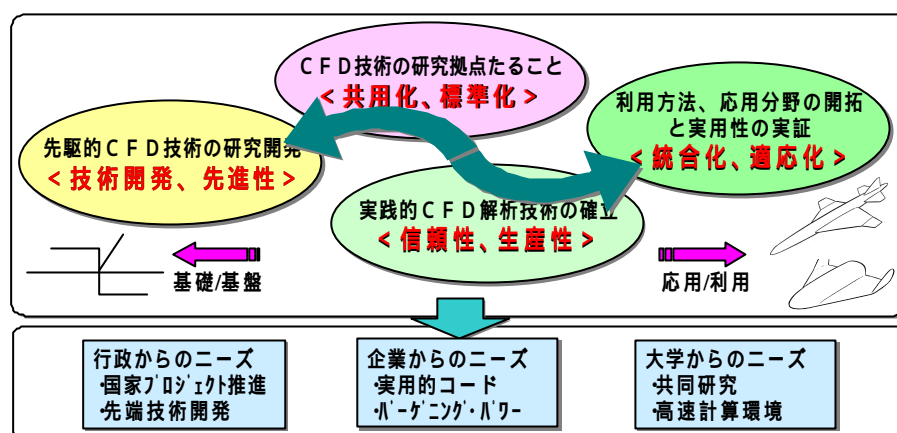 CFD技術の研究拠点たること
<共用化、標準化>
利用方法、応用分野の開拓
と実用性の実証
<統合化、適応化>
先駆的CFD技術の研究開発
<技術開発、先進性>
実践的CFD解析技術の確立
<信頼性、生産性>
基礎/基盤
応用/利用
行政からのニーズ
・国家プロジェクト推進
・先端技術開発
企業からのニーズ
・実用的コード
・バーゲニング・パワー
大学からのニーズ
・共同研究
・高速計算環境